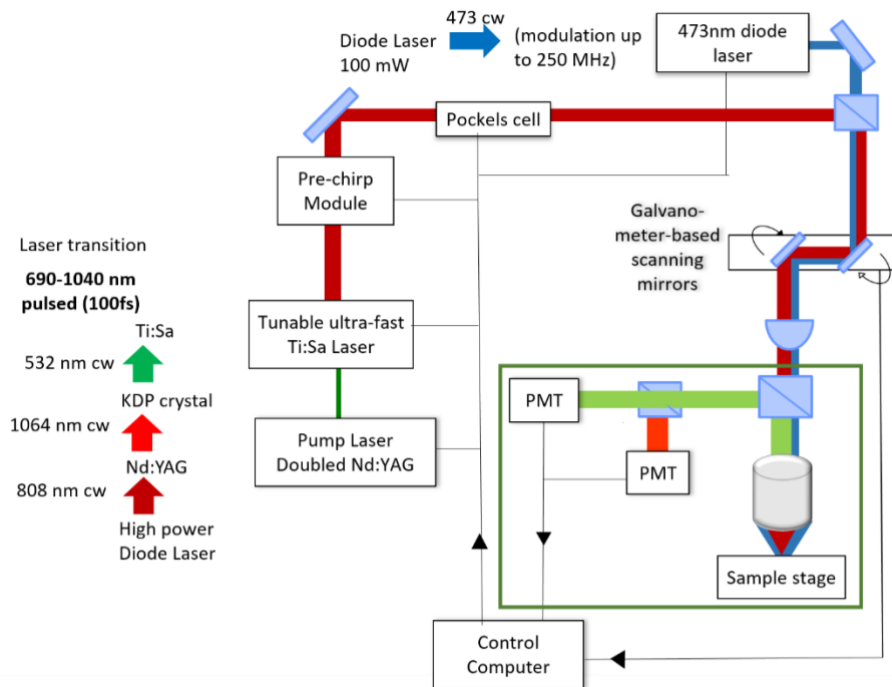 473 cw
Diode Laser
100 mW
(modulation up
to 250 MHz)
473nm diode
laser
Pockels cell
Pre-chirp
Module
Galvano-
meter-based
scanning
mirrors
Laser transition
690-1040 nm
pulsed (100fs)
Ti:Sa
532 nm cw
KDP crystal
1064 nm cw
Nd:YAG
808 nm cw
High power
Diode Laser
Tunable ultra-fast
Ti:Sa Laser
Pump Laser
Doubled Nd:YAG
PMT
PMT
Sample stage
Control
Computer